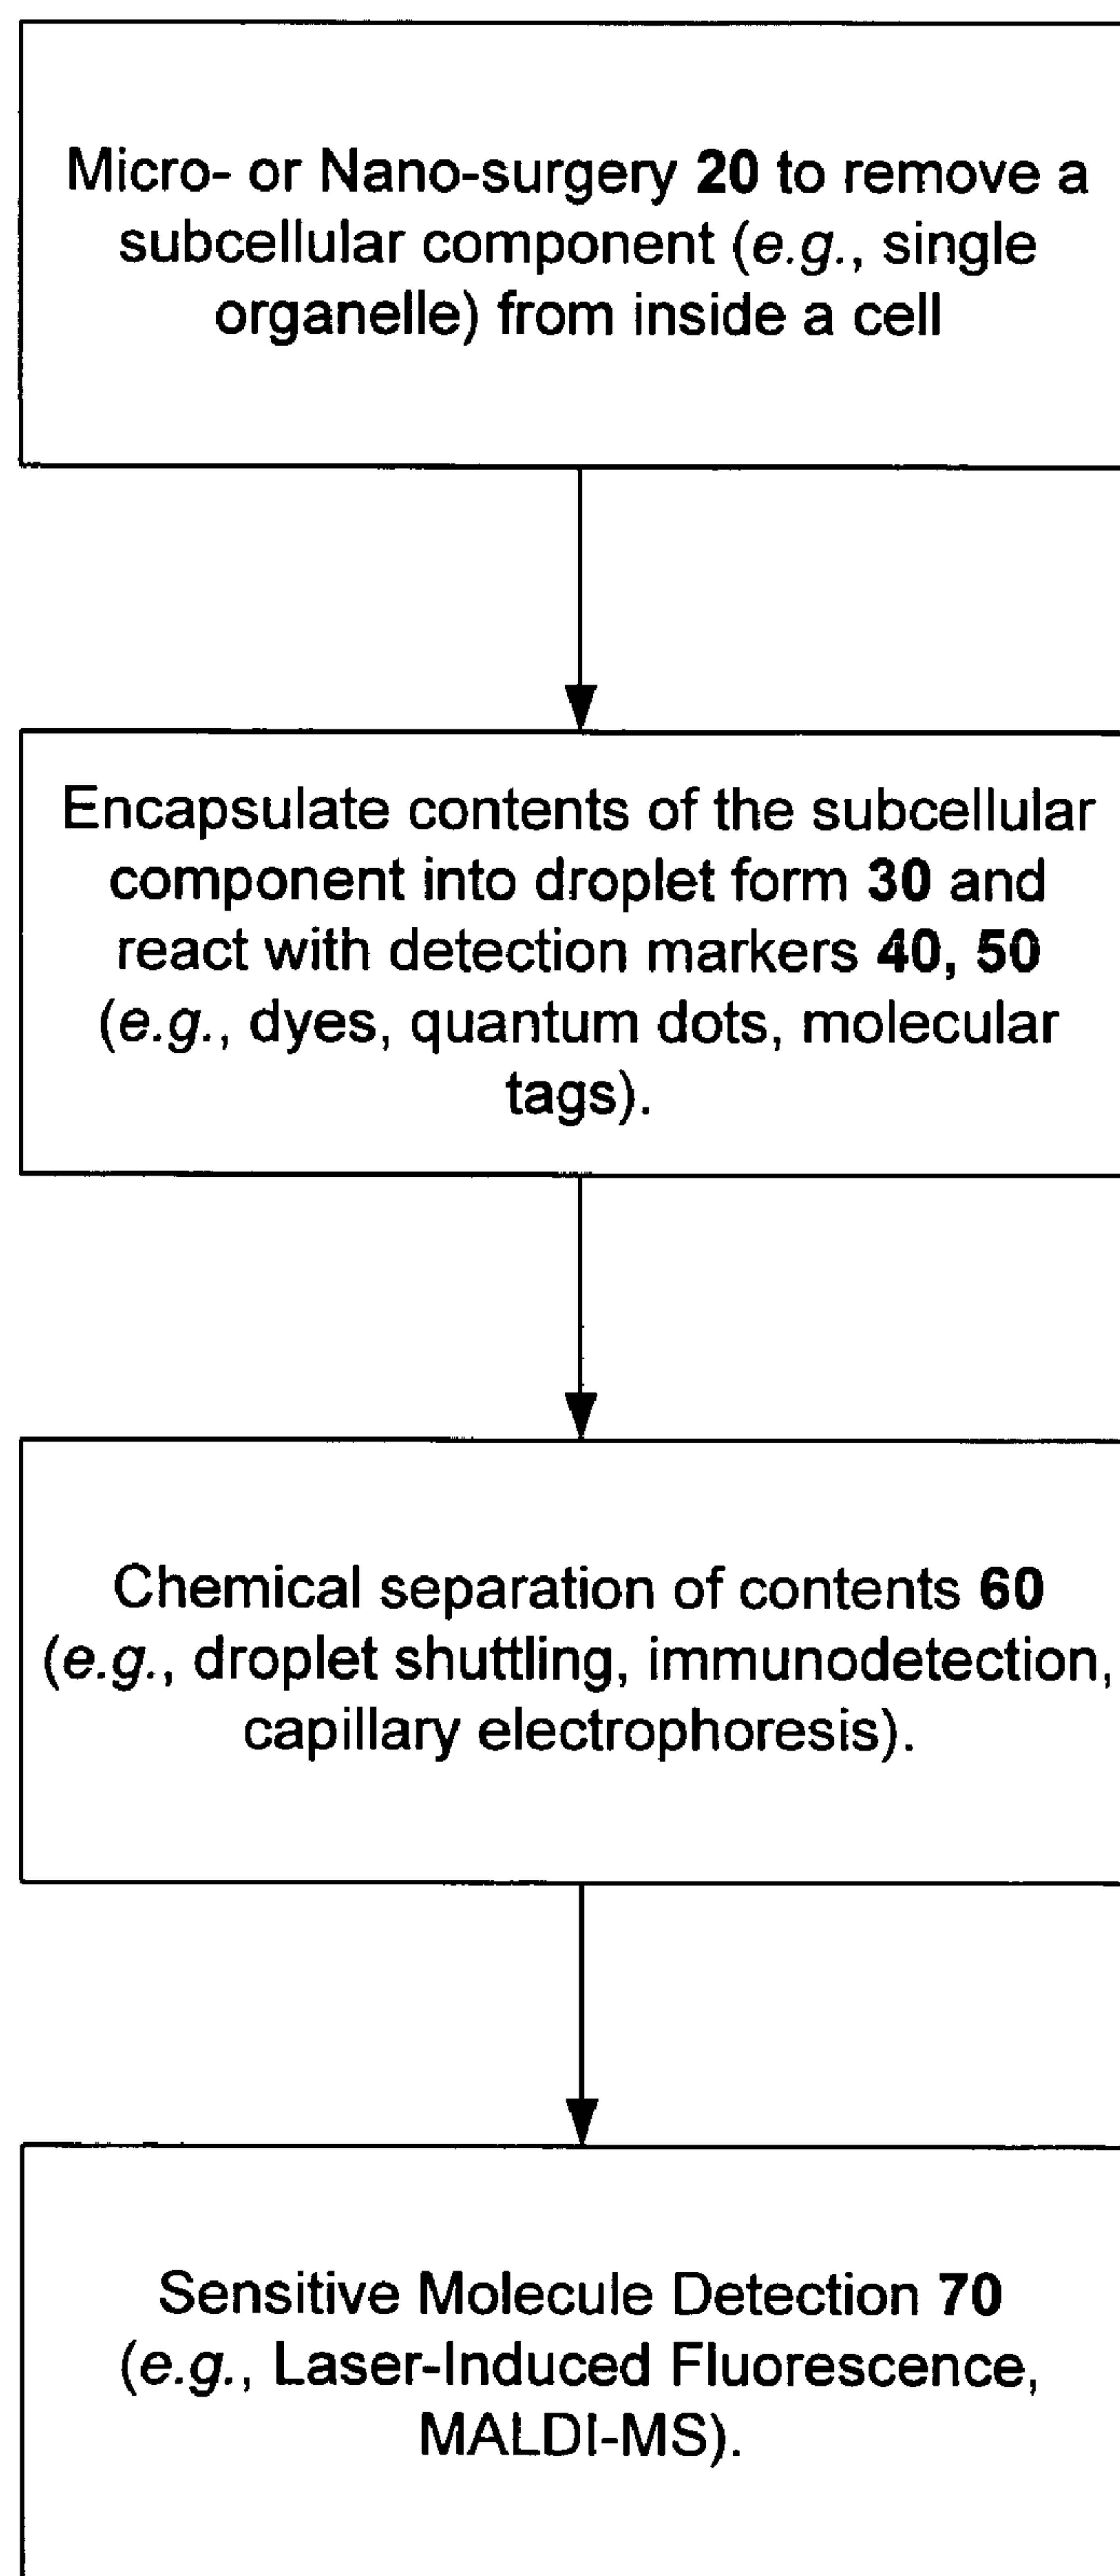 Micro- or Nano-surgery 20 to remove a
subcellular component (e.g., single
organelle) from inside a cell
Encapsulate contents of the subcellular
component into droplet form 30 and
react with detection markers 40, 50
(e.g., dyes, quantum dots, molecular
tags).
Chemical separation of contents 60
(e.g., droplet shuttling, immunodetection,
capillary electrophoresis).
Sensitive Molecule Detection 70
(e.g., Laser-Induced Fluorescence,
MALDI-MS).